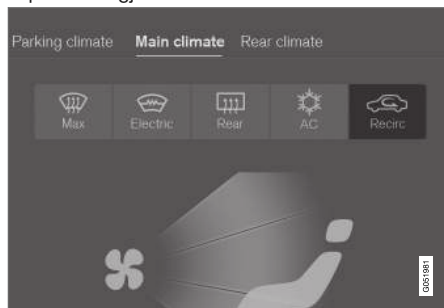 Parking climate Main climate Rear climate
Max Electric Rear AC Recirc
G051981